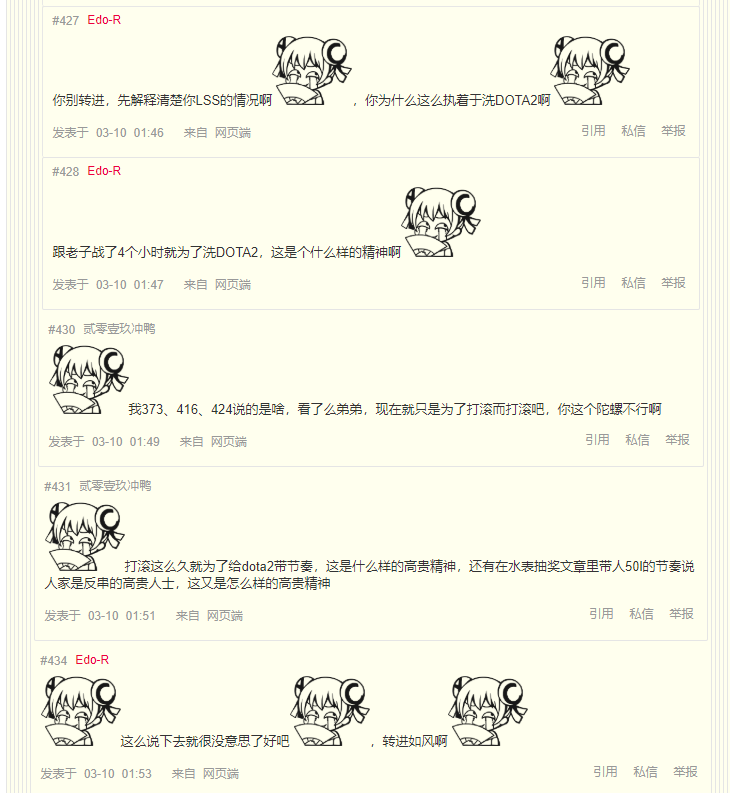 #427 Edo-R
你别转进，先解释清楚你LSS的情况啊 ，你为什么这么执着于洗DOTA2啊
发表于 03-10 01:46 来自 网页端 引用 私信 举报
#428 Edo-R
跟老子战了4个小时就为了洗DOTA2，这是个什么样的精神啊
发表于 03-10 01:47 来自 网页端 引用 私信 举报
#430 贰零壹玖冲鸭
我373、416、424说的是啥，看了么弟弟，现在就只是为了打滚而打滚吧，你这个陀螺不行啊
发表于 03-10 01:49 来自 网页端 引用 私信 举报
#431 贰零壹玖冲鸭
打滚这么久就为了给dota2带节奏，这是什么样的高贵精神，还有在水表抽奖文章里带人50l的节奏说
人家是反串的高贵人士，这又是怎么样的高贵精神
发表于 03-10 01:51 来自 网页端 引用 私信 举报
#434 Edo-R
这么说下去就很没意思了好吧 ，转进如风啊
发表于 03-10 01:53 来自 网页端 引用 私信 举报